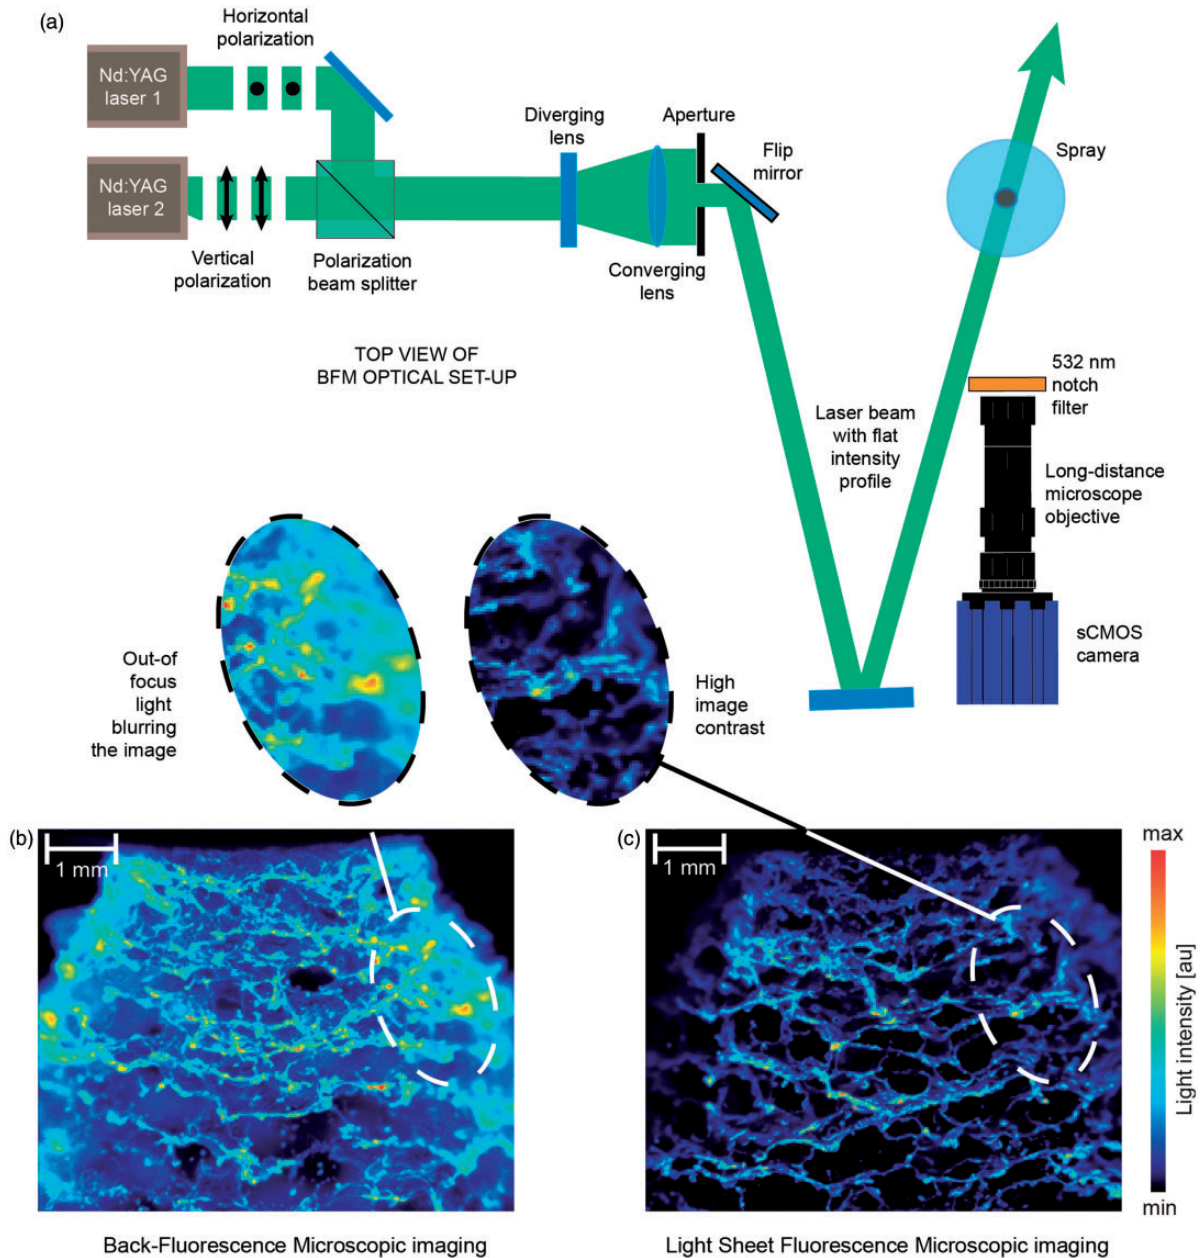 (a)
Horizontal
polarization
Nd:YAG
laser 1
Nd:YAG
laser 2
Vertical
polarization
Polarization
beam splitter
Diverging
lens
Aperture
Flip
mirror
Converging
lens
Spray
TOP VIEW OF
BFM OPTICAL SET-UP
532 nm
notch
filter
Laser beam
with flat
intensity
profile
Long-distance
microscope
objective
sCMOS
camera
Out-of
focus
light
blurring
the image
High
image
contrast
(b)
1 mm
(c)
1 mm
max
Light intensity [au]
min
Back-Fluorescence Microscopic imaging
Light Sheet Fluorescence Microscopic imaging